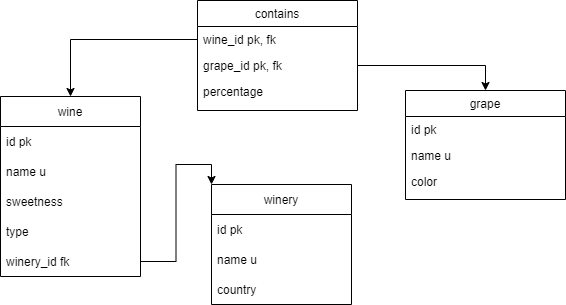 contains
wine_id pk, fk
grape_id pk, fk
percentage
wine
id pk
name u
sweetness
type
winery_id fk
winery
id pk
name u
country
grape
id pk
name u
color